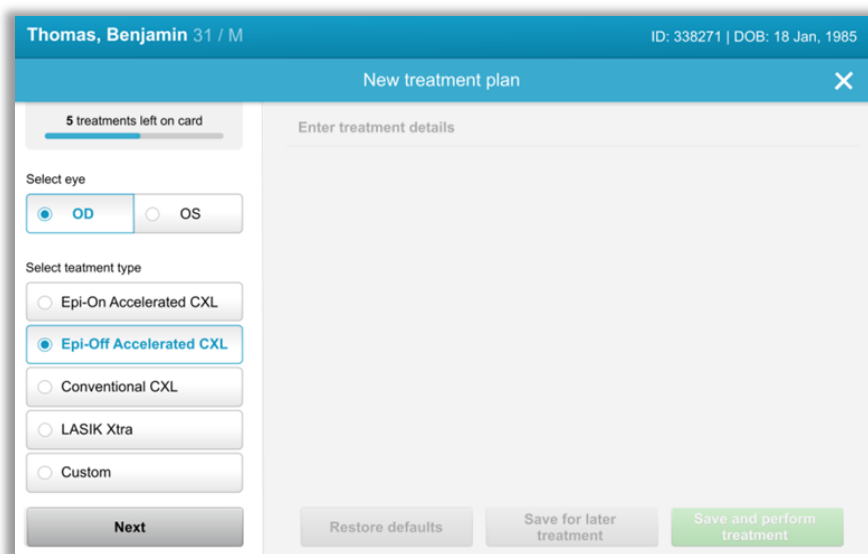 Thomas, Benjamin 31 / M
ID: 338271 | DOB: 18 Jan, 1985
New treatment plan
5 treatments left on card
Enter treatment details
Select eye
OD
OS
Select teatment type
Epi-On Accelerated CXL
Epi-Off Accelerated CXL
Conventional CXL
LASIK Xtra
Custom
Next
Restore defaults
Save for later
treatment
Save and perform
treatment